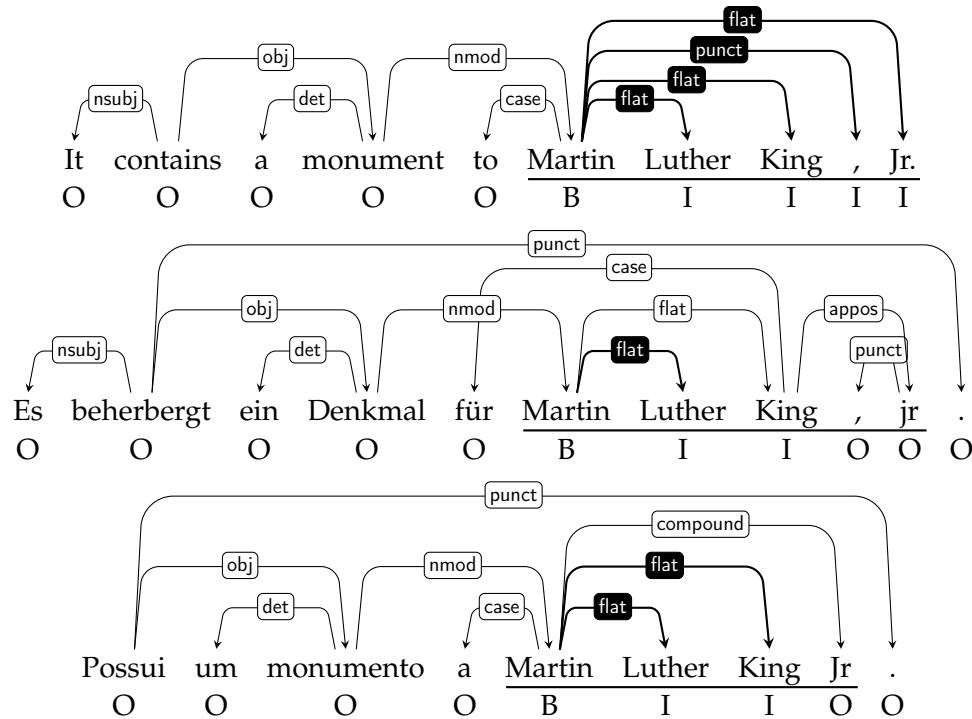 flat
punct
obj nmod flat
nsubj det case flat
It contains a monument to Martin Luther King , Jr.
O O O O O B I I I I
punct
case
obj nmod flat appos
nsubj det flat punct
Es beherbergt ein Denkmal für Martin Luther King , jr .
O O O O O B I I O O O
punct
compound
obj nmod flat
det case flat
Possui um monumento a Martin Luther King Jr .
O O O O B I I O O